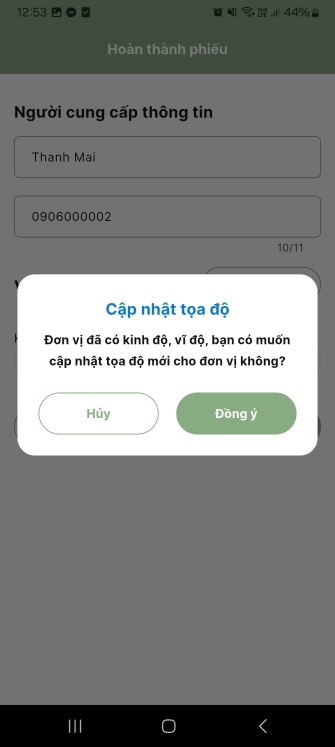 12:53
44%
Hoàn thành phiếu
Người cung cấp thông tin
Thanh Mai
0906000002
10/11
Cập nhật tọa độ
Đơn vị đã có kinh độ, vĩ độ, bạn có muốn
cập nhật tọa độ mới cho đơn vị không?
Hủy
Đồng ý